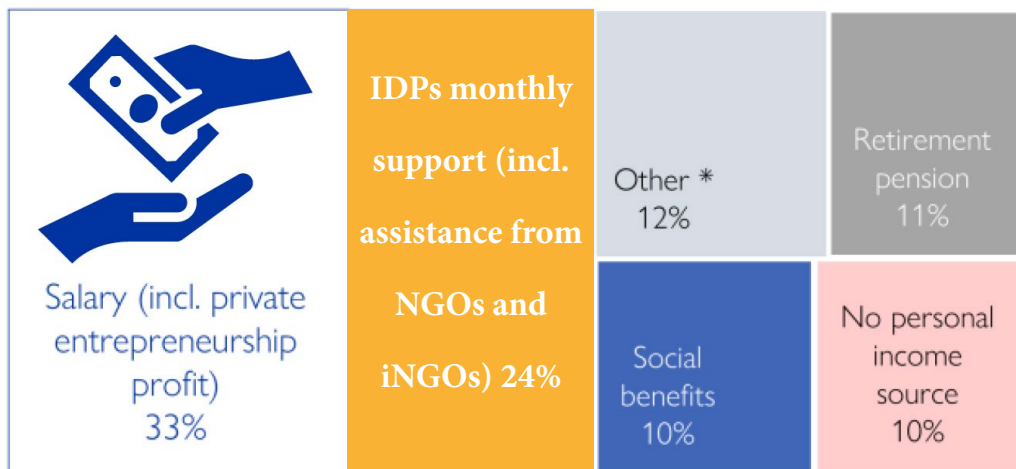 Salary (incl. private
entrepreneurship
profit)
33%
IDPs monthly
support (incl.
assistance from
NGOs and
iNGOs) 24%
Other *
12%
Retirement
pension
11%
Social
benefits
10%
No personal
income
source
10%